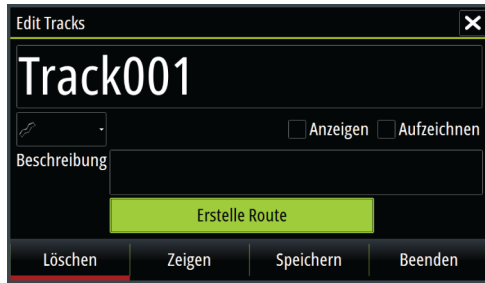 Edit Tracks
Track001
Anzeigen Aufzeichnen
Beschreibung
Erstelle Route
Löschen Zeigen Speichern Beenden